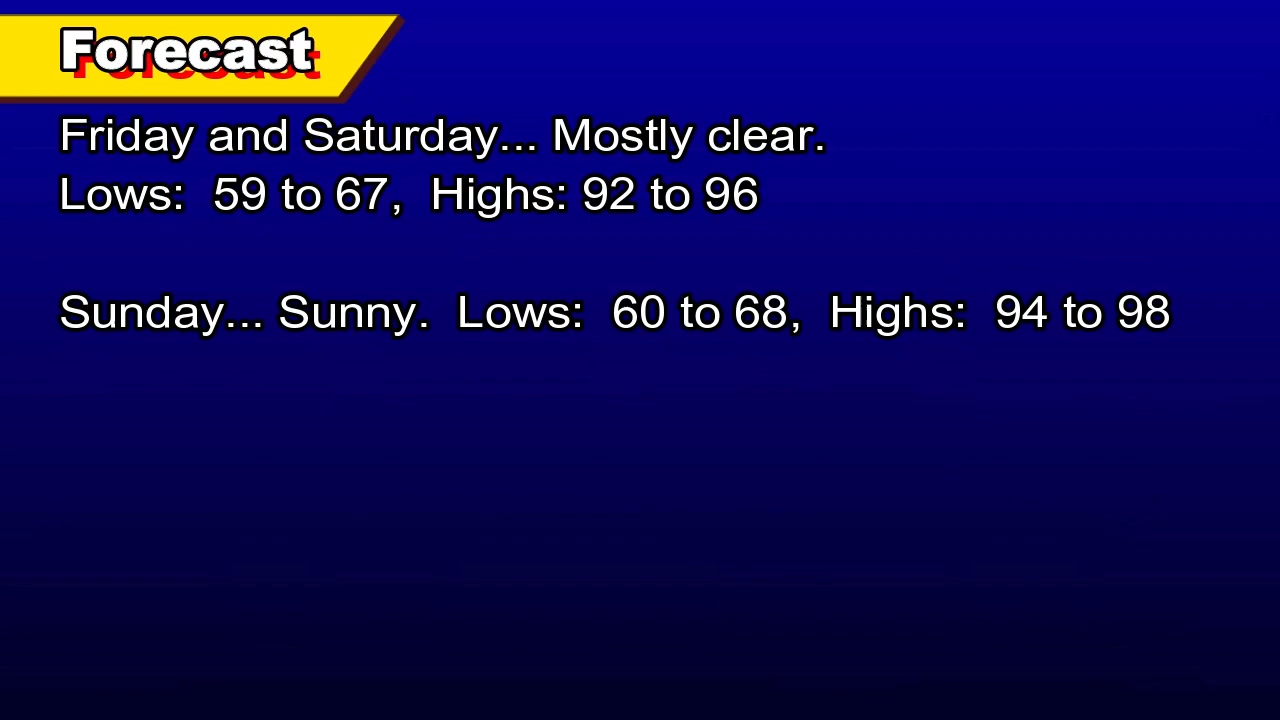 Forecast
Friday and Saturday... Mostly clear.
Lows:  59 to 67,  Highs: 92 to 96
Sunday... Sunny.  Lows:  60 to 68,  Highs:  94 to 98